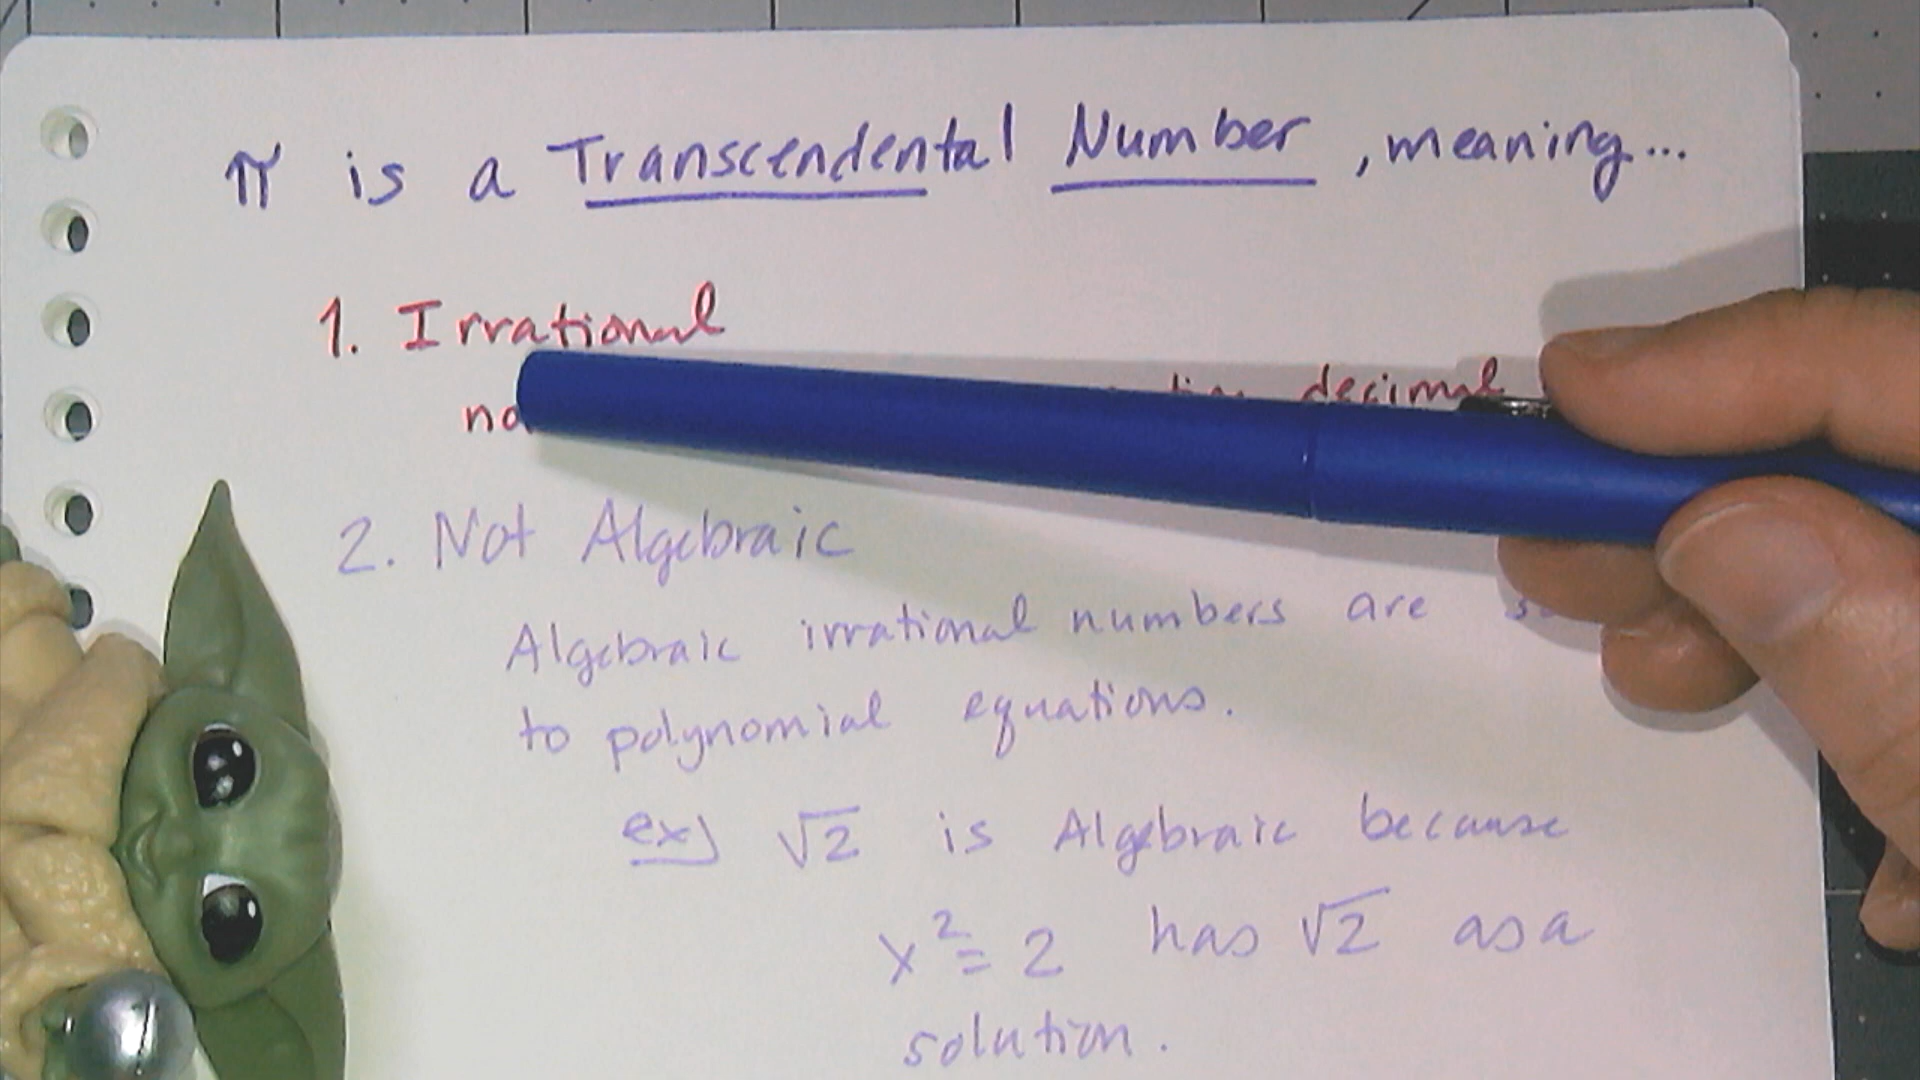 π is a Transcendental Number, meaning...
1. Irrational
decimal
2. Not Algebraic
Algebraic irrational numbers are
to polynomial equations.
ex) √2 is Algebraic because
x² = 2 has √2 as a
solution.